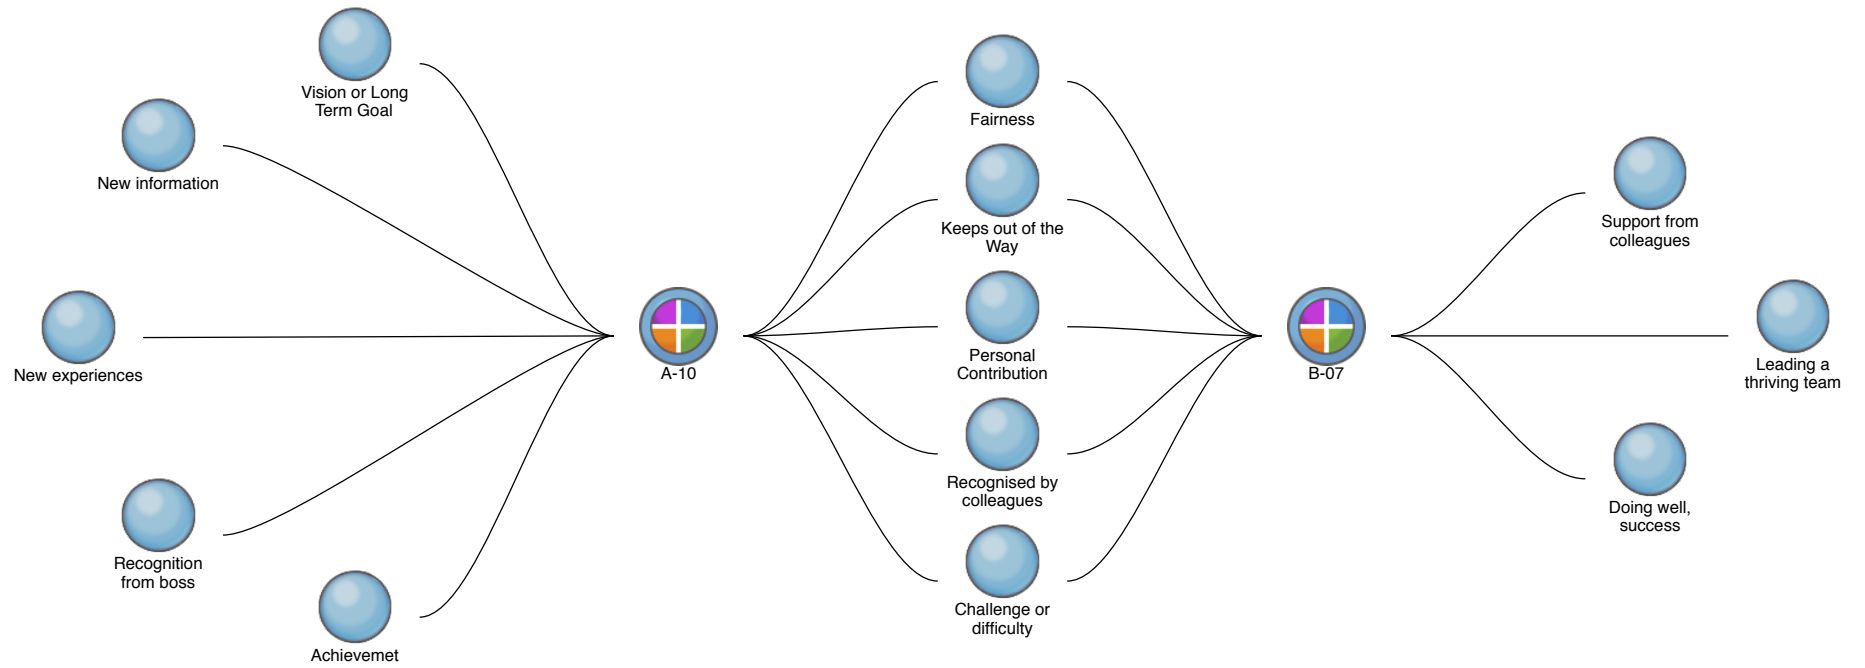 Vision or Long
Term Goal
New information
New experiences
Recognition
from boss
Achievemet
A-10
Fairness
Keeps out of the
Way
Personal
Contribution
Recognised by
colleagues
Challenge or
difficulty
B-07
Support from
colleagues
Leading a
thriving team
Doing well,
success